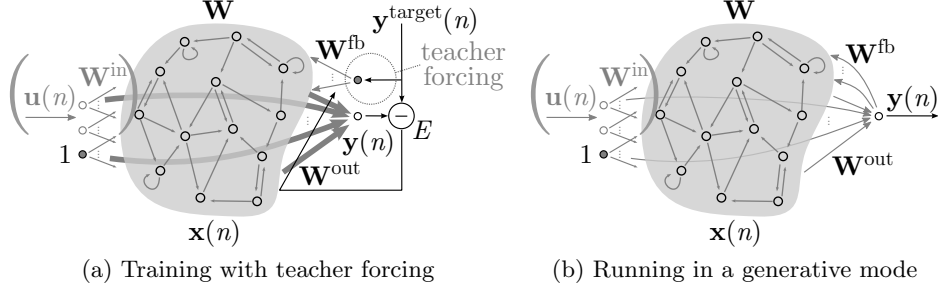 W
y^target(n)
W^fb
teacher
forcing
W^in
u(n)
1
−
E
y(n)
W^out
x(n)
(a) Training with teacher forcing
W
W^fb
W^in
u(n)
y(n)
1
W^out
x(n)
(b) Running in a generative mode